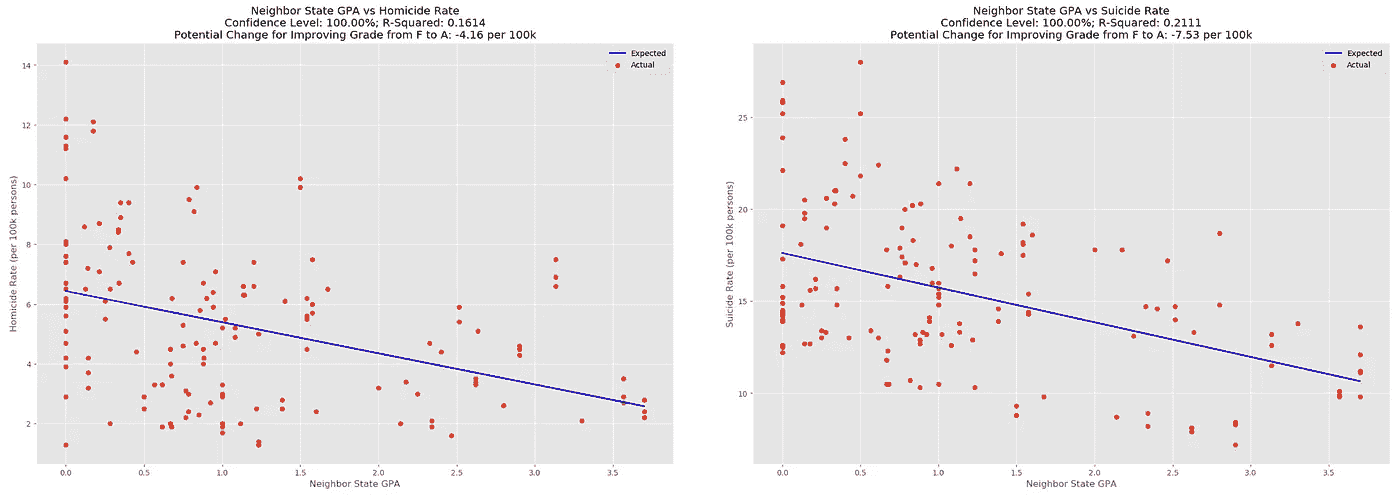 Neighbor State GPA vs Homicide Rate
Confidence Level: 100.00%; R-Squared: 0.1614
Potential Change for Improving Grade from F to A: -4.16 per 100k
Expected
Actual
14
12
10
8
6
4
2
Homicide Rate (per 100k persons)
0.0 0.5 1.0 1.5 2.0 2.5 3.0 3.5
Neighbor State GPA
Neighbor State GPA vs Suicide Rate
Confidence Level: 100.00%; R-Squared: 0.2111
Potential Change for Improving Grade from F to A: -7.53 per 100k
Expected
Actual
25
20
15
10
Suicide Rate (per 100k persons)
0.0 0.5 1.0 1.5 2.0 2.5 3.0 3.5
Neighbor State GPA